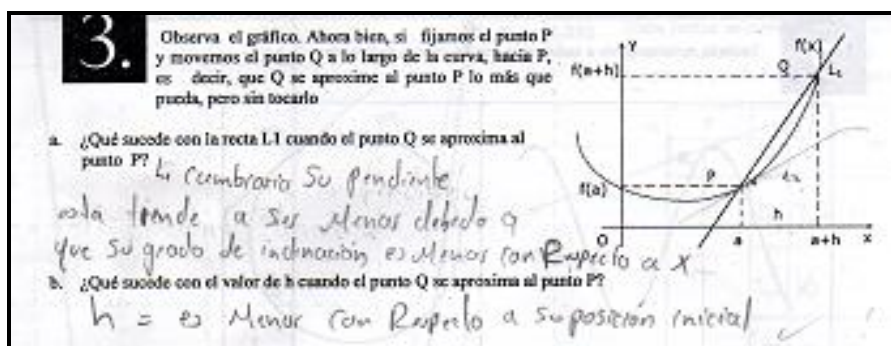 3.
Observa el gráfico. Ahora bien, si fijamos el punto P
y movemos el punto Q a lo largo de la curva, hacia P,
es decir, que Q se aproxime al punto P lo más que
pueda, pero sin tocarlo
a. ¿Qué sucede con la recta L1 cuando el punto Q se aproxima al
punto P?
L1 cambiaria Su pendiente
esta tiende a Ser Menor debido a
que Su grado de inclinación es Menor Con Respecto a X
b. ¿Qué sucede con el valor de h cuando el punto Q se aproxima al punto P?
h = es Menor Con Respecto a Su posición inicial
Y
f(x)
f(a+h)
Q
L1
f(a)
P
L2
h
O
a
a+h
x